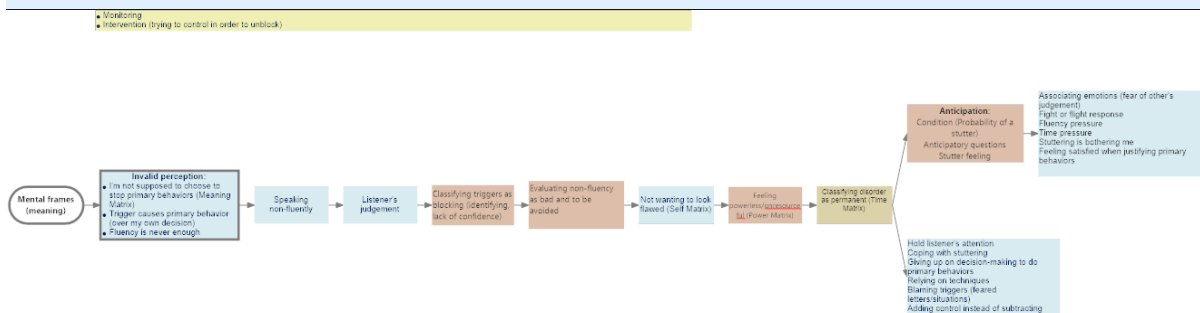 • Monitoring
• Intervention (trying to control in order to unblock)
Mental frames
(meaning)
Invalid perception:
• I'm not supposed to choose to
stop primary behaviors (Meaning
Matrix)
• Trigger causes primary behavior
(over my own decision)
• Fluency is never enough
Speaking
non-fluently
Listener's
judgement
Classifying triggers as
blocking (identifying,
lack of confidence)
Evaluating non-fluency
as bad and to be
avoided
Not wanting to look
flawed (Self Matrix)
Feeling
powerless/unresource
ful (Power Matrix)
Classifying disorder
as permanent (Time
Matrix)
Anticipation:
Condition (Probability of a
stutter)
Anticipatory questions
Stutter feeling
Associating emotions (fear of other's
judgement)
Fight or flight response
Fluency pressure
Time pressure
Stuttering is bothering me
Feeling satisfied when justifying primary
behaviors
Hold listener's attention
Coping with stuttering
Giving up on decision-making to do
primary behaviors
Relying on techniques
Blaming triggers (feared
letters/situations)
Adding control instead of subtracting